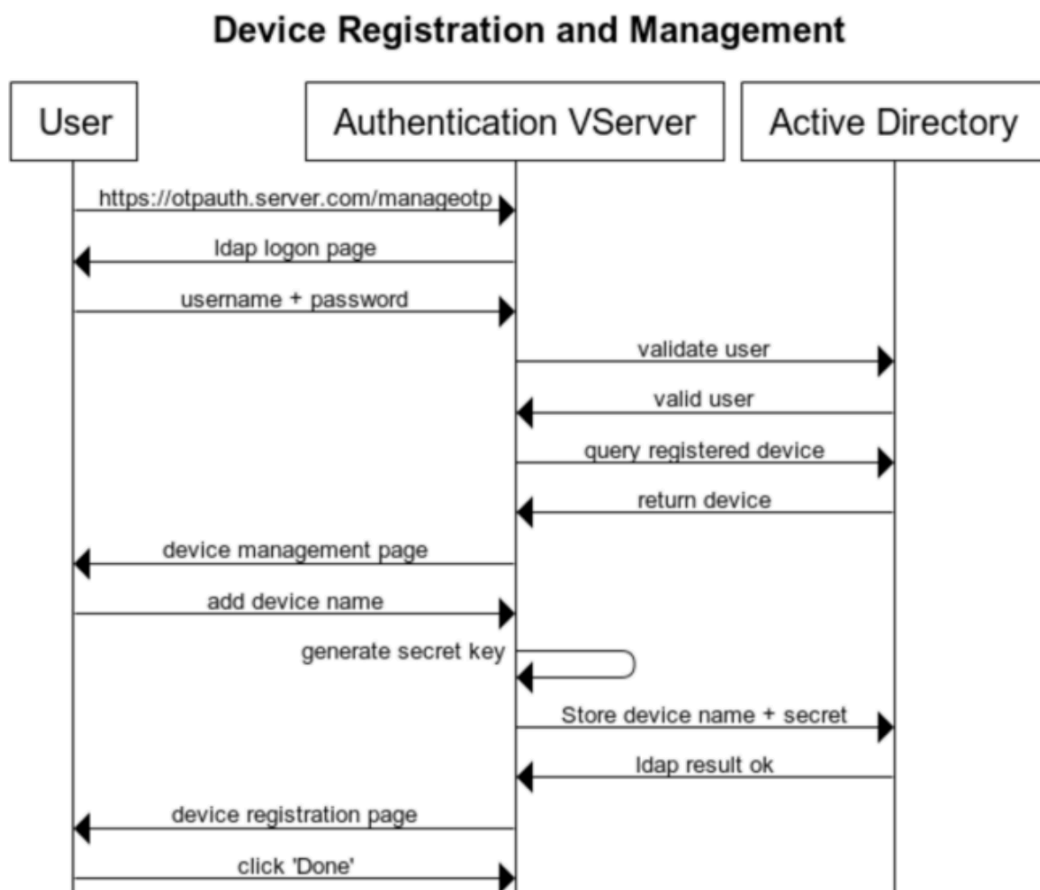 Device Registration and Management
User
Authentication VServer
Active Directory
https://otpauth.server.com/manageotp
ldap logon page
username + password
validate user
valid user
query registered device
return device
device management page
add device name
generate secret key
Store device name + secret
ldap result ok
device registration page
click 'Done'